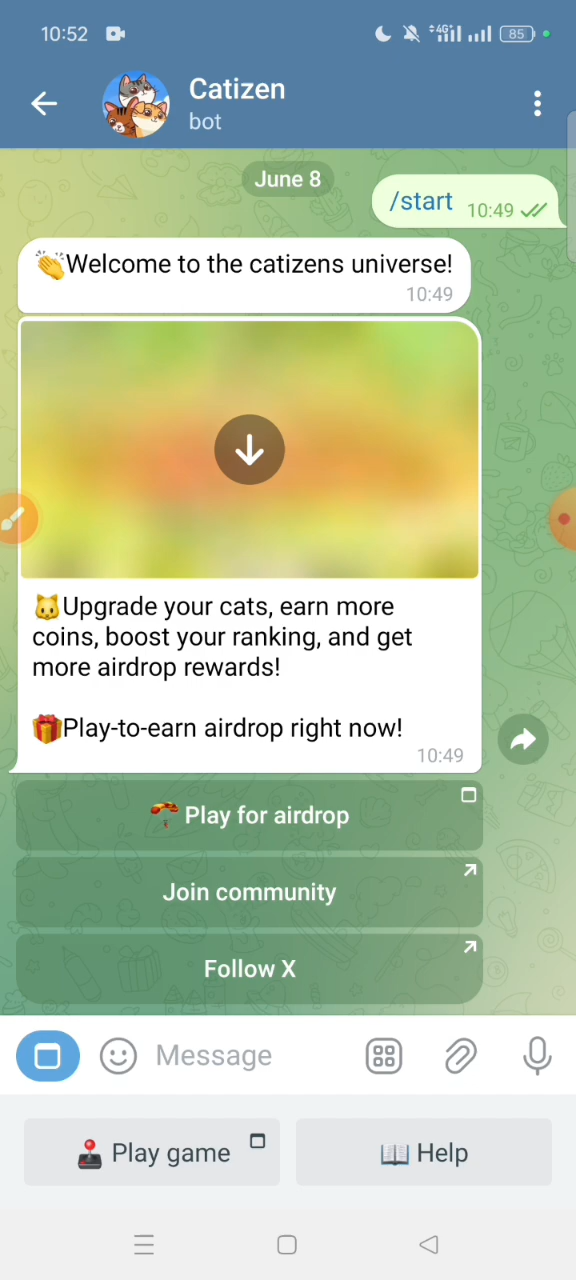 10:52
4G
85
Catizen
bot
June 8
/start 10:49
👏Welcome to the catizens universe!
10:49
🐱Upgrade your cats, earn more
coins, boost your ranking, and get
more airdrop rewards!
🎁Play-to-earn airdrop right now!
10:49
🪂 Play for airdrop
Join community
Follow X
Message
🕹️ Play game
📖 Help